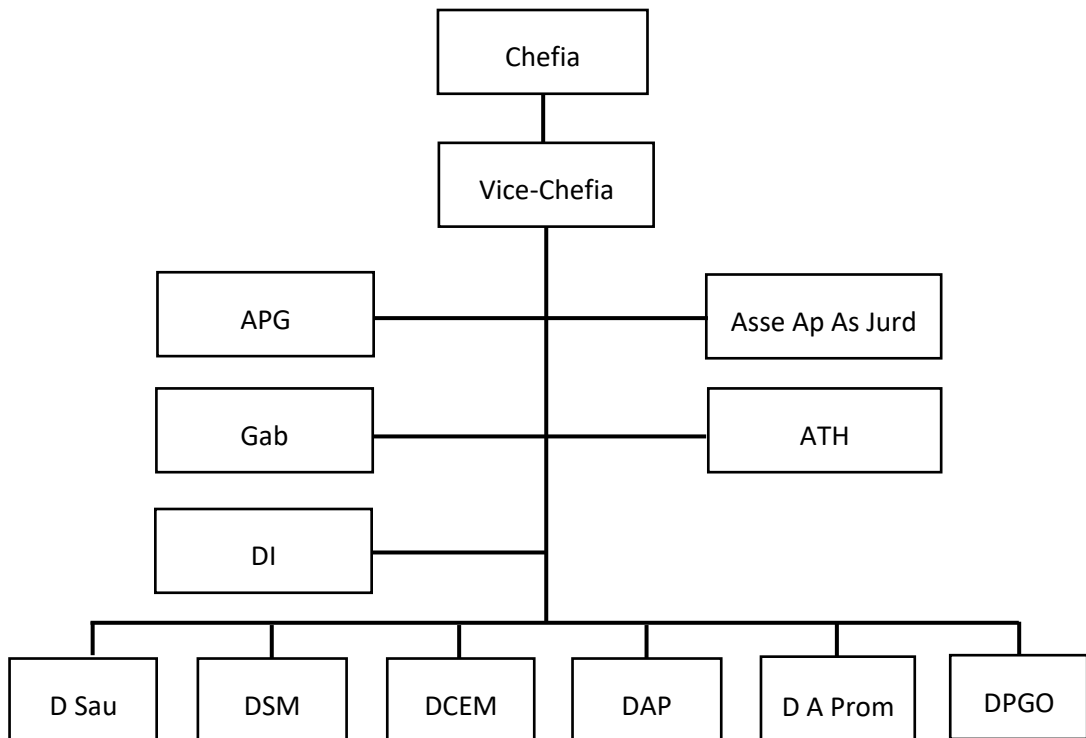 Chefia
Vice-Chefia
APG
Asse Ap As Jurd
Gab
ATH
DI
D Sau
DSM
DCEM
DAP
D A Prom
DPGO